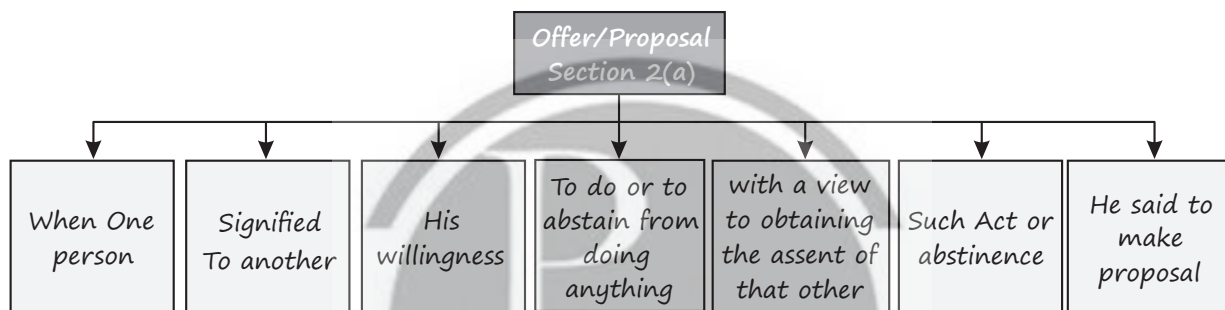 Offer/Proposal
Section 2(a)
When One
person
Signified
To another
His
willingness
To do or to
abstain from
doing
anything
with a view
to obtaining
the assent of
that other
Such Act or
abstinence
He said to
make
proposal